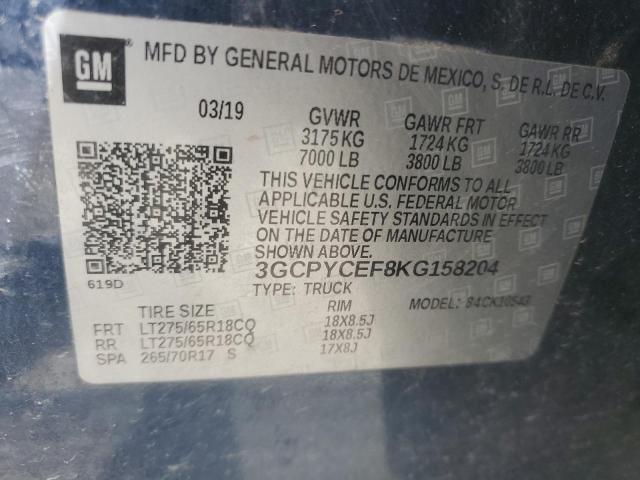 GM MFD BY GENERAL MOTORS DE MEXICO, S. DE R.L. DE C.V.
03/19 GVWR GAWR FRT GAWR RR
3175 KG 1724 KG 1724 KG
7000 LB 3800 LB 3800 LB
THIS VEHICLE CONFORMS TO ALL
APPLICABLE U.S. FEDERAL MOTOR
VEHICLE SAFETY STANDARDS IN EFFECT
ON THE DATE OF MANUFACTURE
SHOWN ABOVE.
3GCPYCEF8KG158204
619D
TYPE: TRUCK MODEL: 84CK10543
TIRE SIZE RIM
FRT LT275/65R18CQ 18X8.5J
RR LT275/65R18CQ 18X8.5J
SPA 265/70R17 S 17X8J